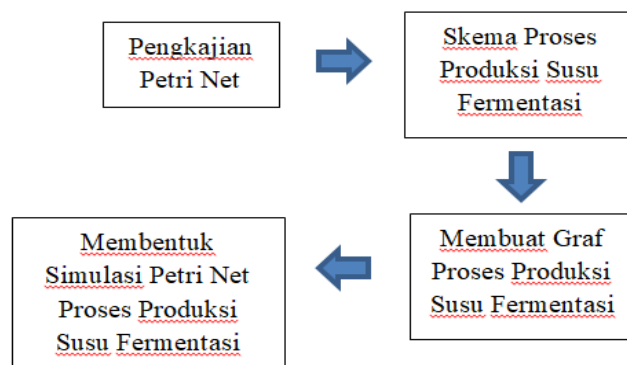 Pengkajian
Petri Net
Skema Proses
Produksi Susu
Fermentasi
Membuat Graf
Proses Produksi
Susu Fermentasi
Membentuk
Simulasi Petri Net
Proses Produksi
Susu Fermentasi